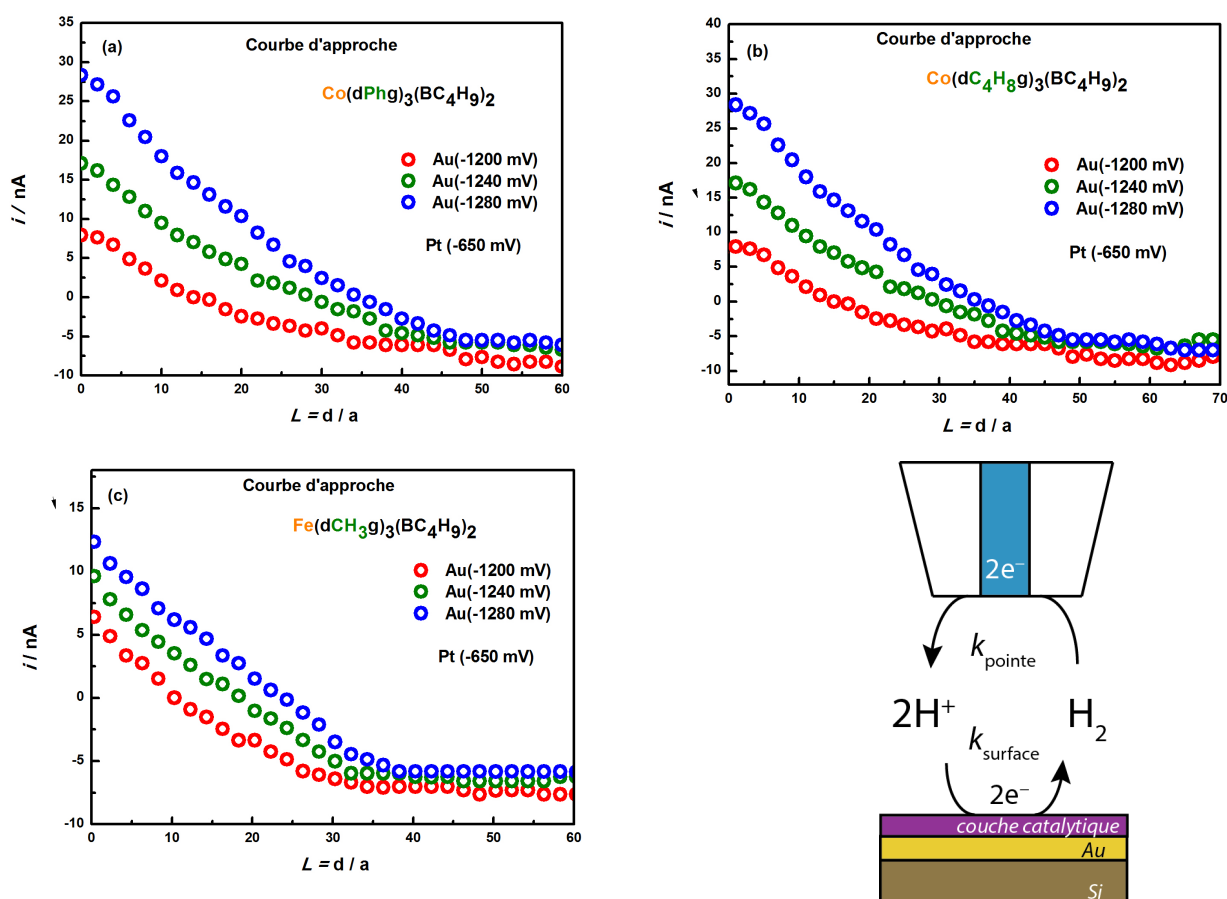 (a)
Courbe d'approche
Co(dPhg)3(BC4H9)2
Au(-1200 mV)
Au(-1240 mV)
Au(-1280 mV)
Pt (-650 mV)
35
30
25
20
15
10
5
0
-5
-10
i / nA
0 10 20 30 40 50 60
L = d / a
(b)
Courbe d'approche
Co(dC4H8g)3(BC4H9)2
Au(-1200 mV)
Au(-1240 mV)
Au(-1280 mV)
Pt (-650 mV)
40
35
30
25
20
15
10
5
0
-5
-10
i / nA
0 10 20 30 40 50 60 70
L = d / a
(c)
Courbe d'approche
Fe(dCH3g)3(BC4H9)2
Au(-1200 mV)
Au(-1240 mV)
Au(-1280 mV)
Pt (-650 mV)
15
10
5
0
-5
-10
i / nA
0 10 20 30 40 50 60
L = d / a
2e−
kpointe
2H+ H2
ksurface
2e−
couche catalytique
Au
Si